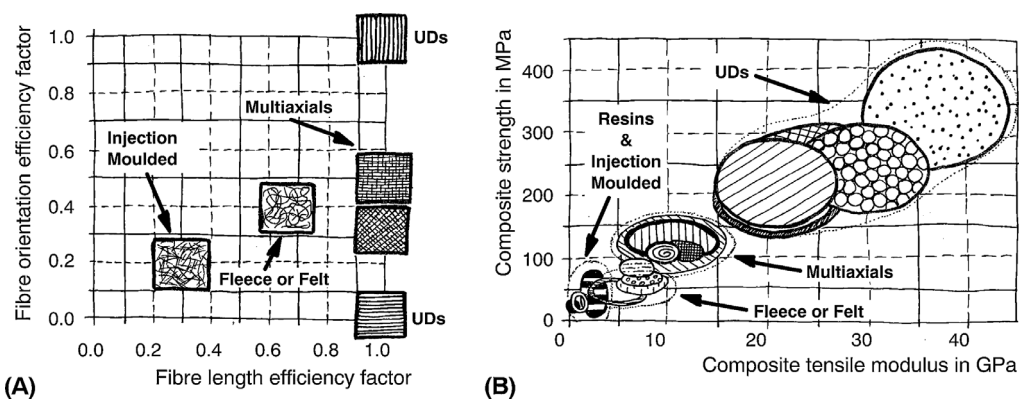 Fibre orientation efficiency factor
1.0
0.8
0.6
0.4
0.2
0.0
UDs
Multiaxials
Injection
Moulded
Fleece or Felt
UDs
0.0
0.2
0.4
0.6
0.8
1.0
Fibre length efficiency factor
(A)
Composite strength in MPa
400
300
200
100
0
UDs
Resins
&
Injection
Moulded
Multiaxials
Fleece or Felt
0
10
20
30
40
Composite tensile modulus in GPa
(B)